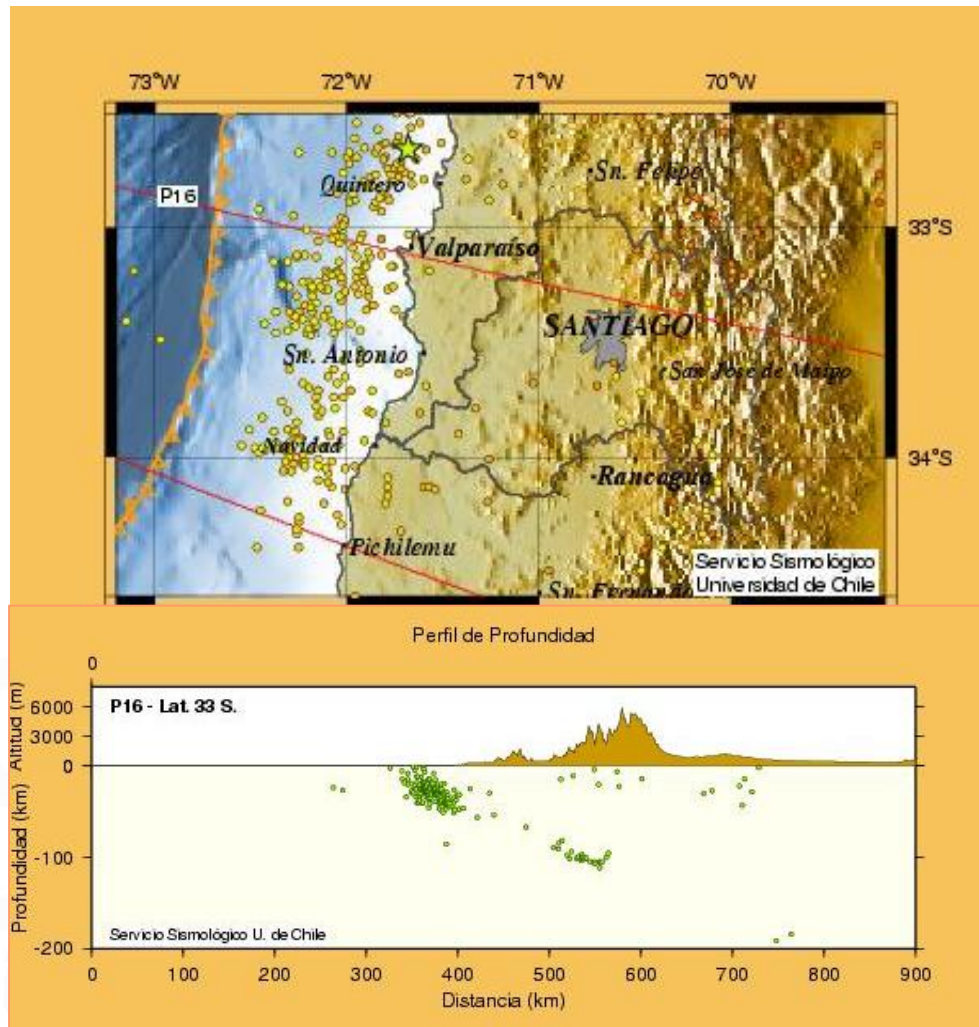 73°W 72°W 71°W 70°W
Quintero
Sn. Felipe
P16
33°S
Valparaíso
SANTIAGO
Sn. Antonio
San Jose de Maipo
Navidad
34°S
Rancagua
Pichilemu
Servicio Sismológico
Universidad de Chile
Sn. Fernando
Perfil de Profundidad
0
P16 - Lat. 33 S.
6000
3000
0
-100
-200
Altitud (m)
Profundidad (km)
Servicio Sismológico U. de Chile
0 100 200 300 400 500 600 700 800 900
Distancia (km)